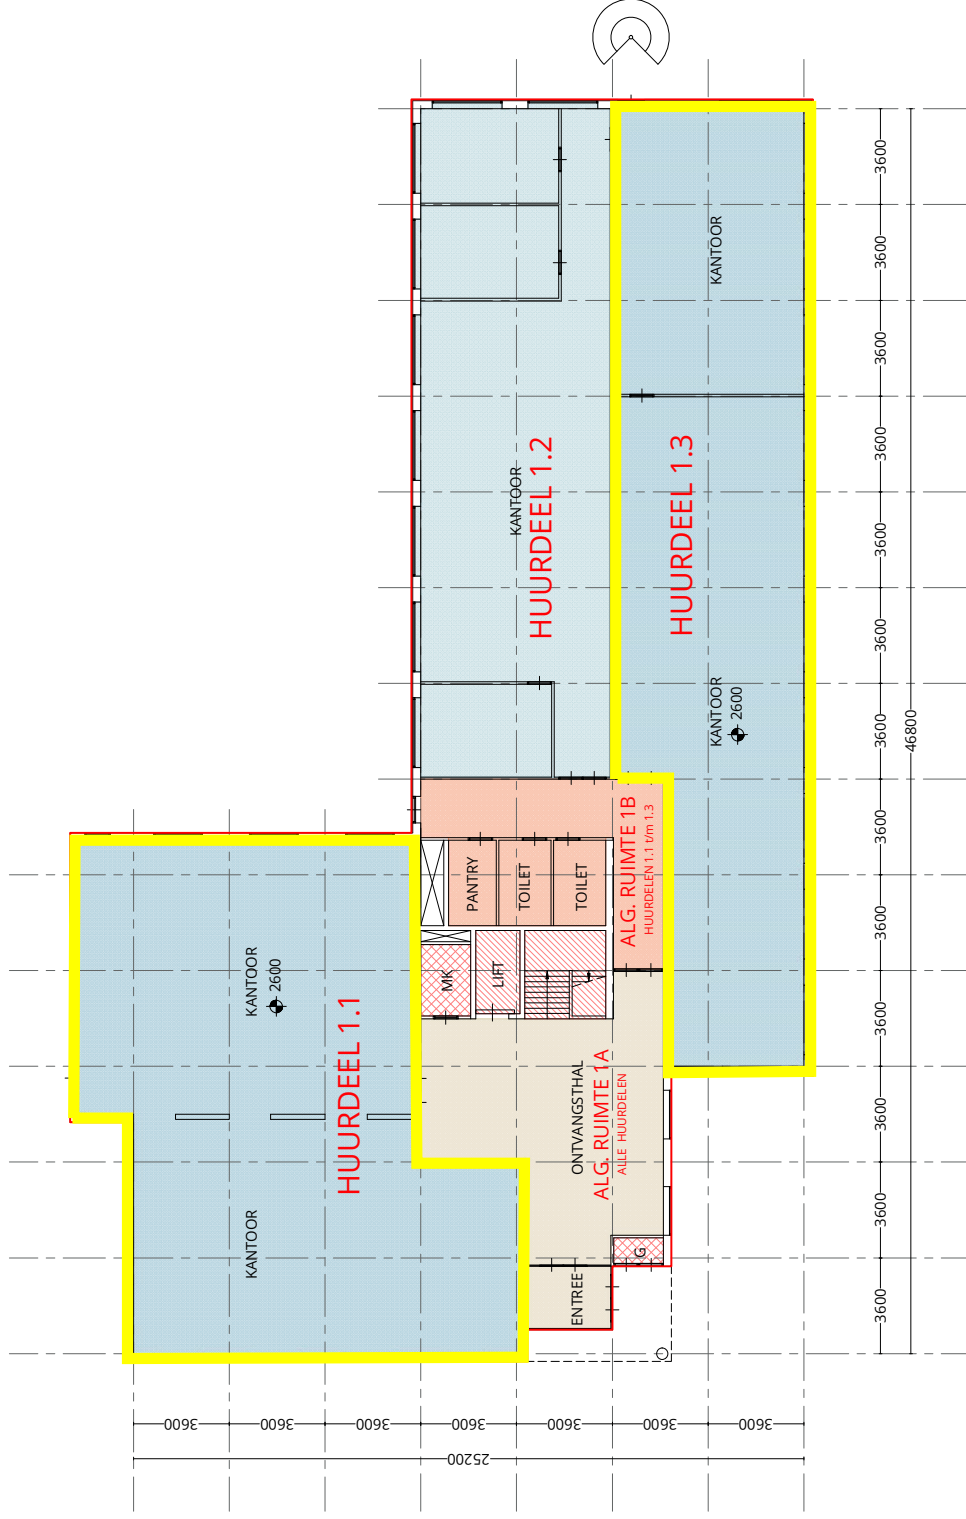 KANTOOR
3600
3600
3600
3600
3600
3600
3600
3600
3600
3600
3600
3600
3600
46800
KANTOOR
HUURDEEL 1.2
HUURDEEL 1.3
KANTOOR
2600
ALG. RUIMTE 1B
HUURDELEN 1.1 t/m 1.3
PANTRY
TOILET
TOILET
MK
LIFT
KANTOOR
2600
HUURDEEL 1.1
ONTVANGSTHAL
ALG. RUIMTE 1A
ALLE HUURDELEN
KANTOOR
G
ENTREE
3600
3600
3600
3600
3600
3600
3600
25200